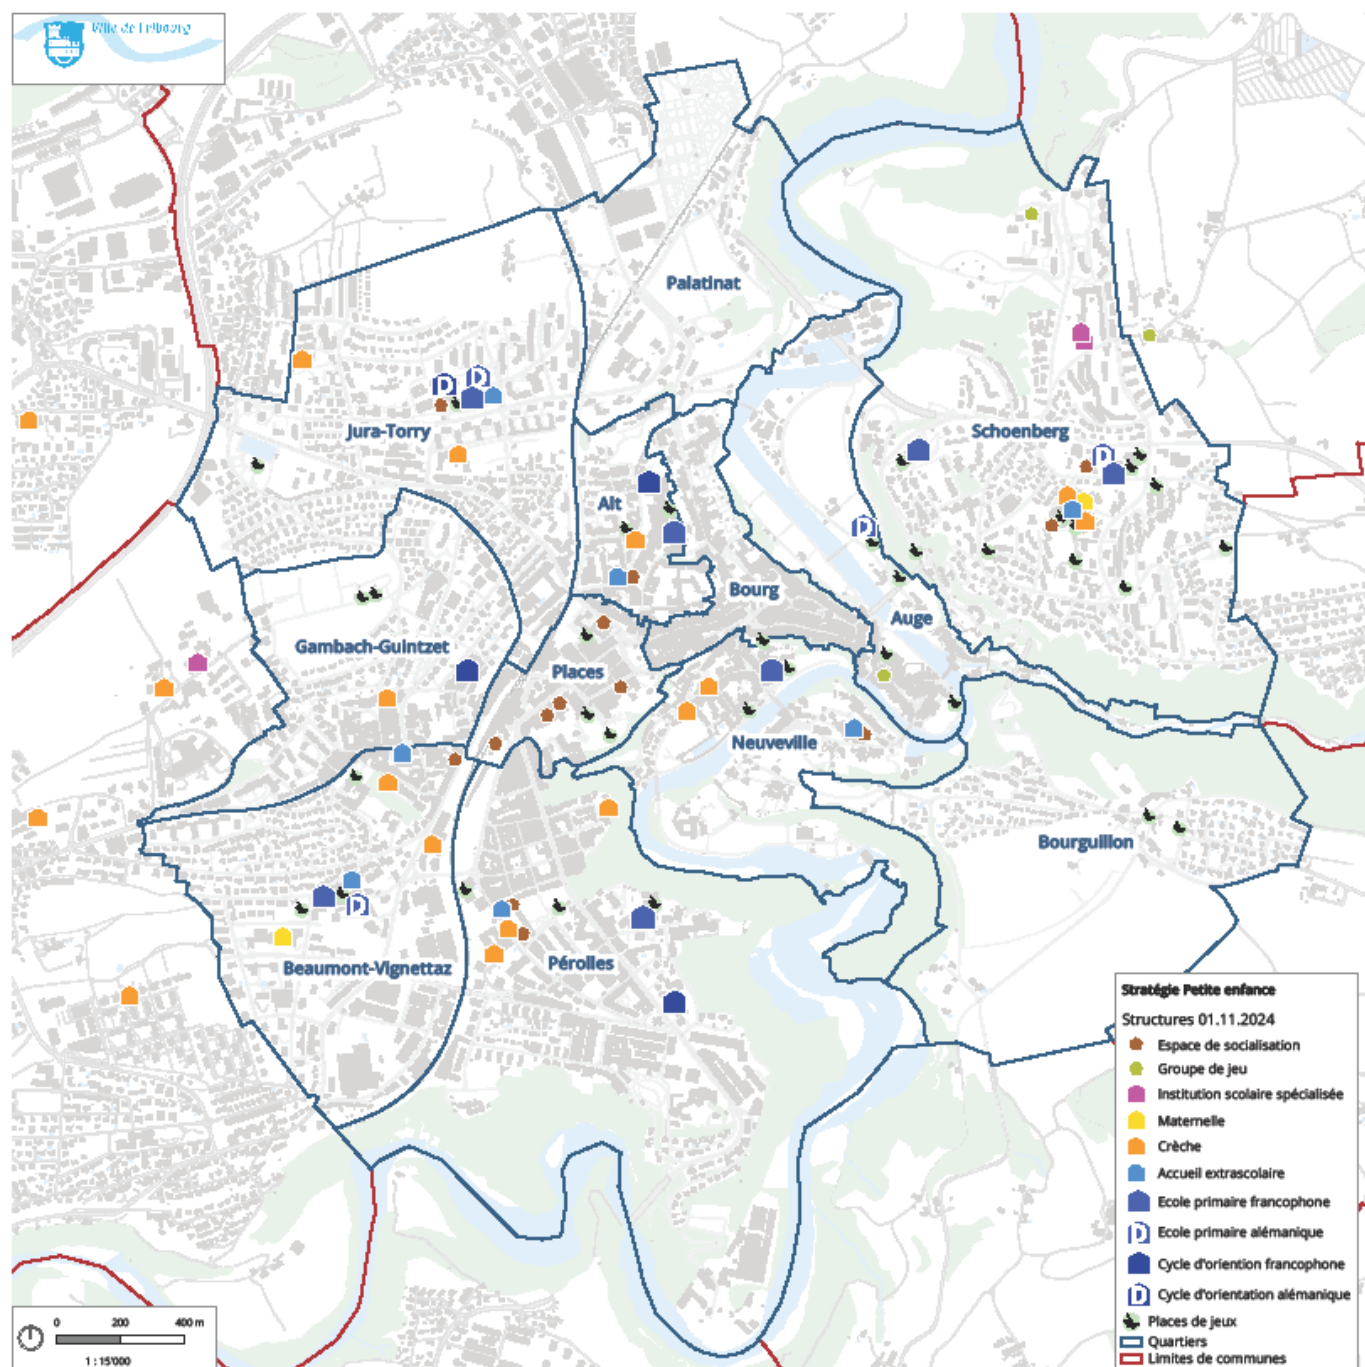 Ville de Fribourg
Palatinat
Jura-Torry
Schoenberg
Alt
Bourg
Auge
Gambach-Guintzet
Places
Neuveville
Bourguillon
Beaumont-Vignettaz
Pérolles
Stratégie Petite enfance
Structures 01.11.2024
Espace de socialisation
Groupe de jeu
Institution scolaire spécialisée
Maternelle
Crèche
Accueil extrascolaire
Ecole primaire francophone
D Ecole primaire alémanique
Cycle d'oriention francophone
D Cycle d'orientation alémanique
Places de jeux
Quartiers
Limites de communes
0 200 400 m
1 : 15'000